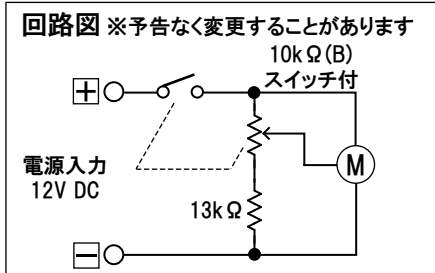 回路図 ※予告なく変更することがあります
10kΩ(B)
スイッチ付
+
電源入力
12V DC
M
13kΩ
−